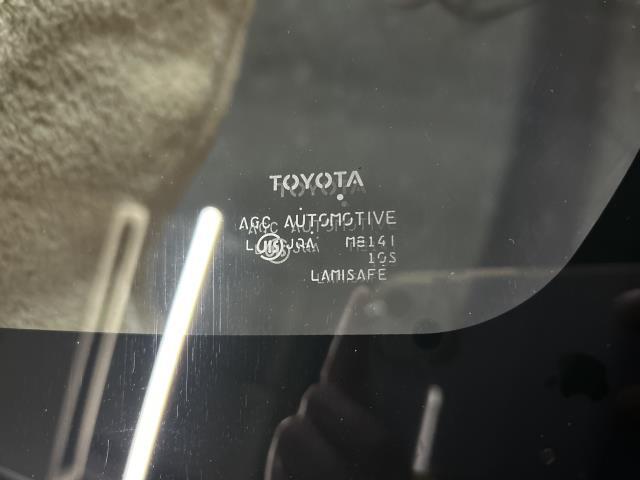 TOYOTA
AGC AUTOMOTIVE
M8141
10S
LAMISAFE